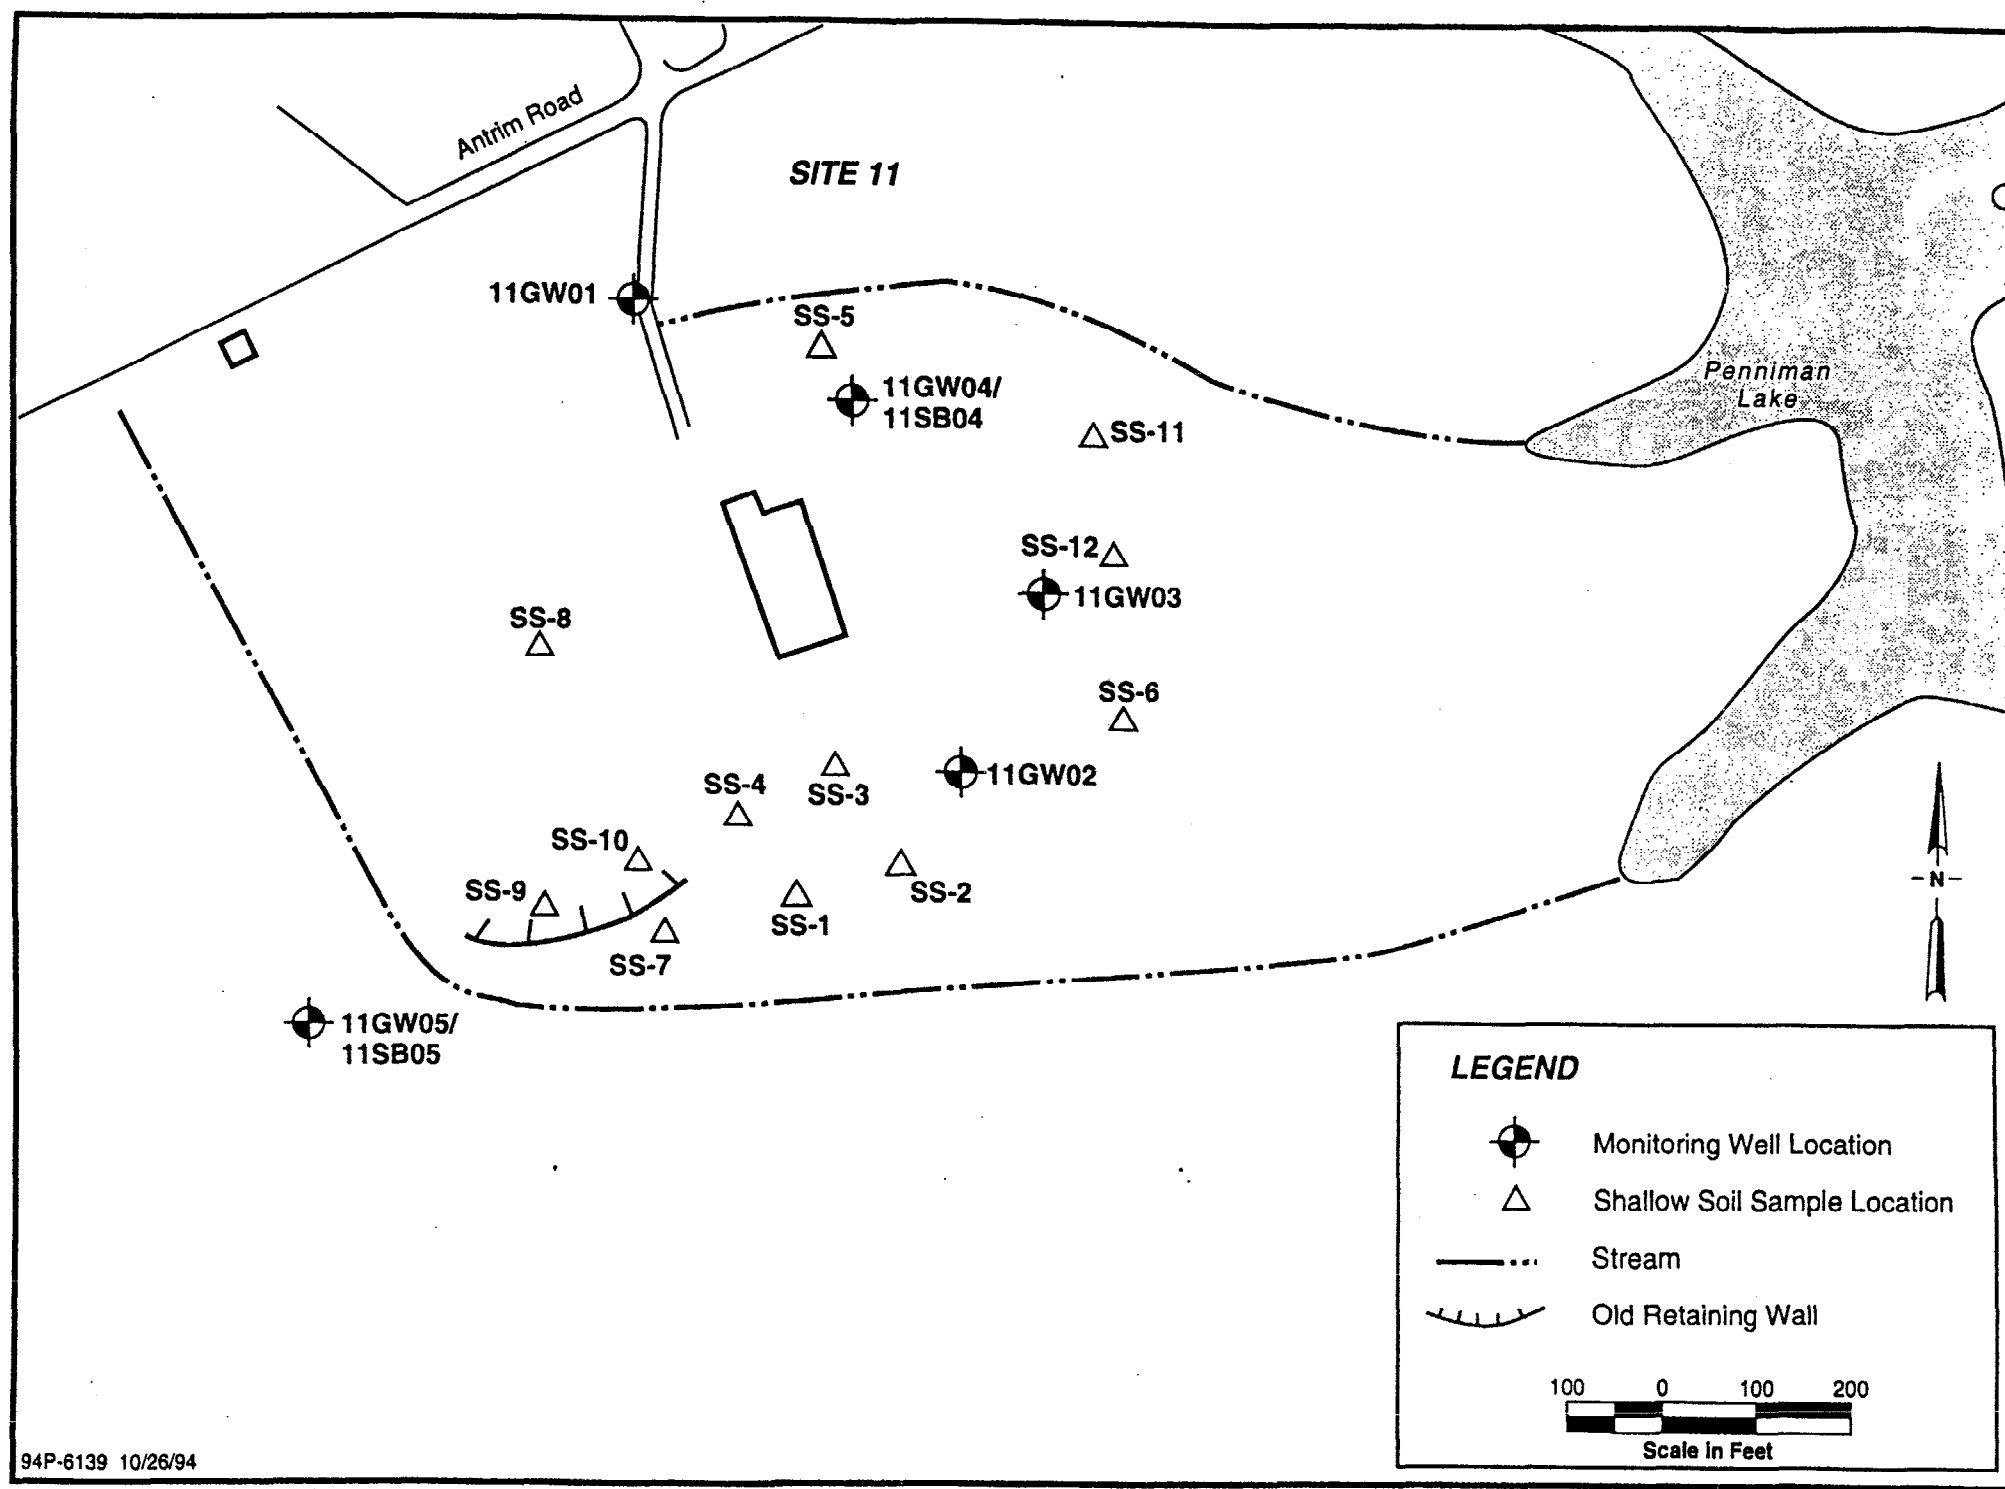 Antrim Road
SITE 11
11GW01
SS-5
11GW04/
11SB04
SS-11
Penniman
Lake
SS-12
11GW03
SS-8
SS-6
11GW02
SS-4
SS-3
SS-10
SS-9
SS-2
SS-1
SS-7
N
11GW05/
11SB05
LEGEND
Monitoring Well Location
Shallow Soil Sample Location
Stream
Old Retaining Wall
100 0 100 200
Scale in Feet
94P-6139 10/26/94